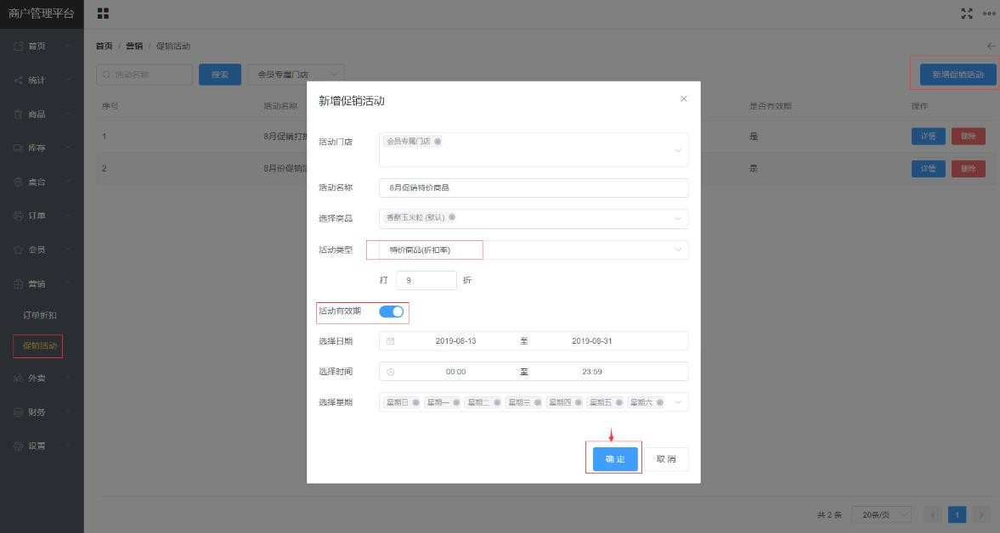 商户管理平台
首页
统计
商品
库存
桌台
订单
会员
营销
订单折扣
促销活动
外卖
财务
设置
首页 / 营销 / 促销活动
活动名称 搜索 会员专属门店 新增促销活动
序号 活动名称 是否有效期 操作
1 8月促销打折 是 详情 删除
2 8月份促销活 是 详情 删除
新增促销活动
活动门店 会员专属门店
活动名称 8月促销特价商品
选择商品 香酥玉米粒 (默认)
活动类型 特价商品(折扣率)
打 9 折
活动有效期
选择日期 2019-08-13 至 2019-08-31
选择时间 00:00 至 23:59
选择星期 星期日 星期一 星期二 星期三 星期四 星期五 星期六
确 定 取 消
共 2 条 20条/页 1